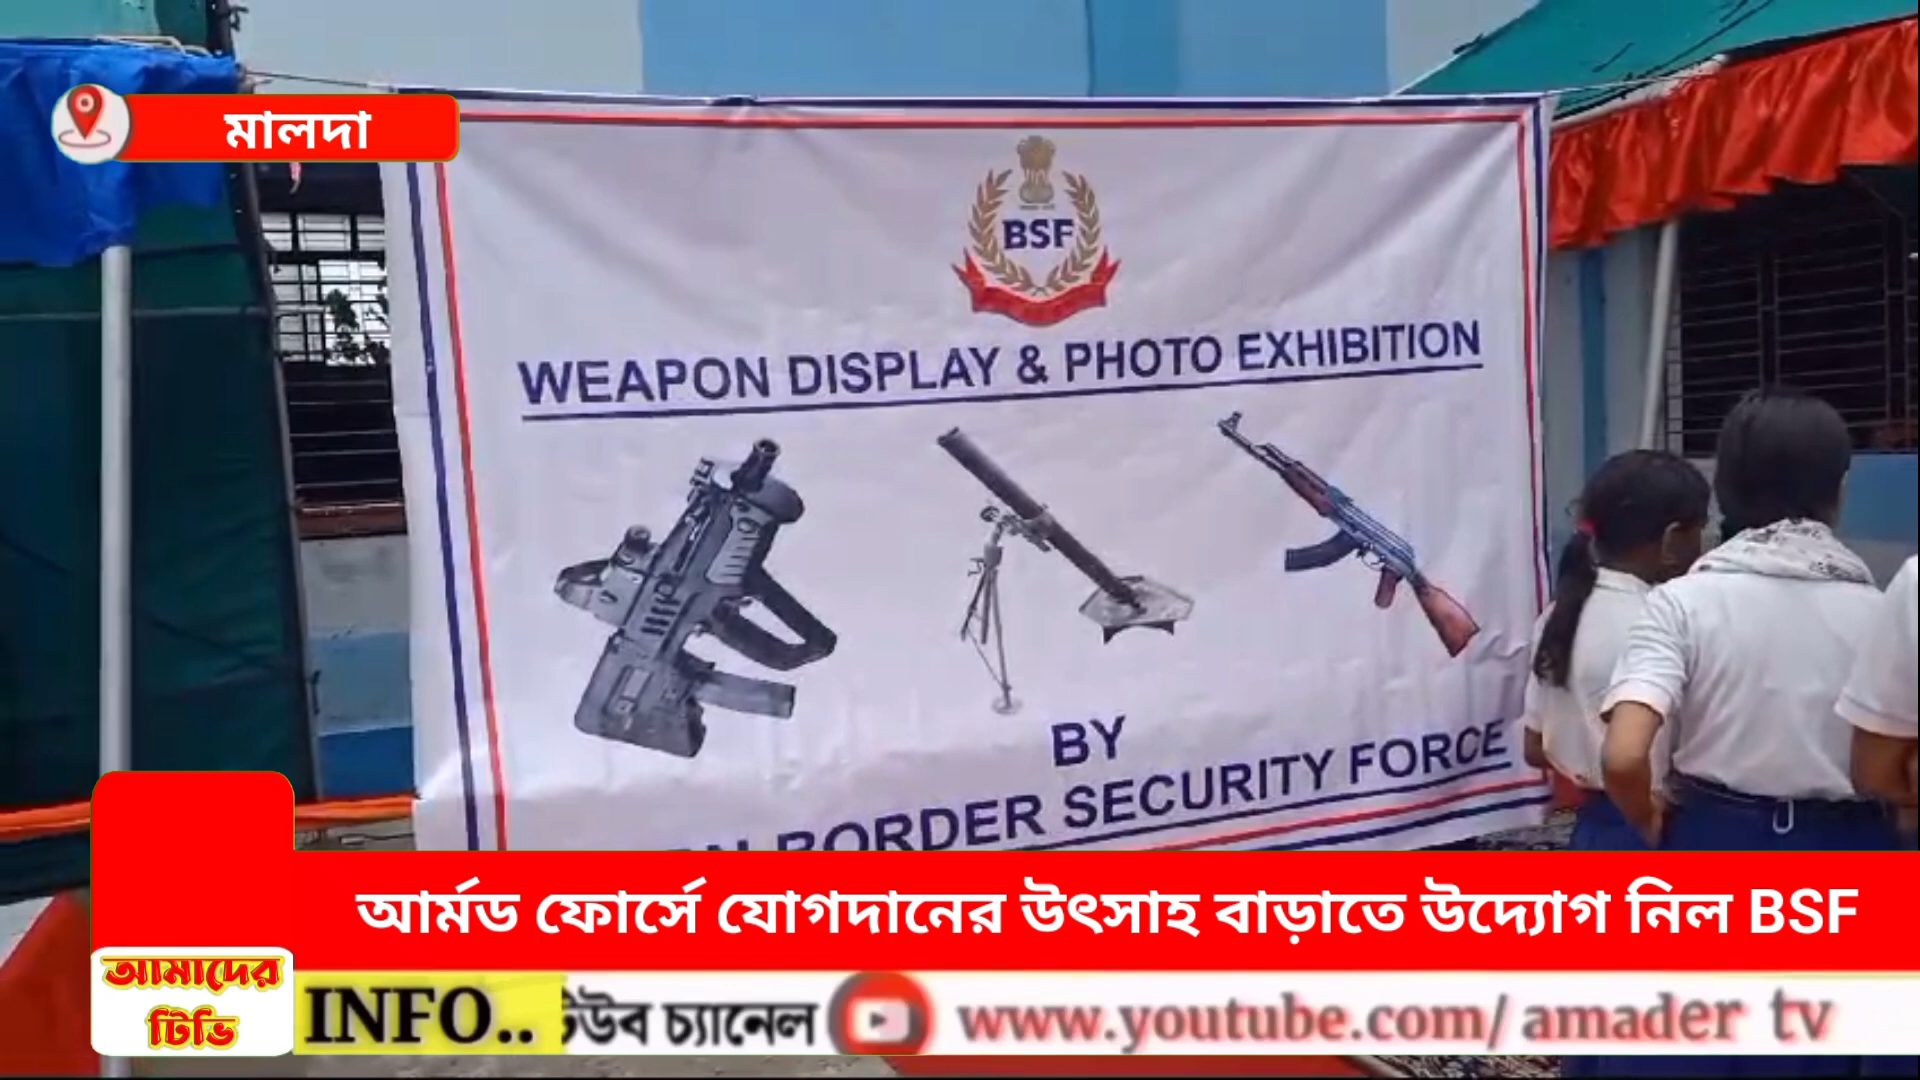 মালদা
BSF
WEAPON DISPLAY & PHOTO EXHIBITION
BY
BORDER SECURITY FORCE
আর্মড ফোর্সে যোগদানের উৎসাহ বাড়াতে উদ্যোগ নিল BSF
আমাদের
টিভি
INFO.. চ্যানেল www.youtube.com/ amader tv